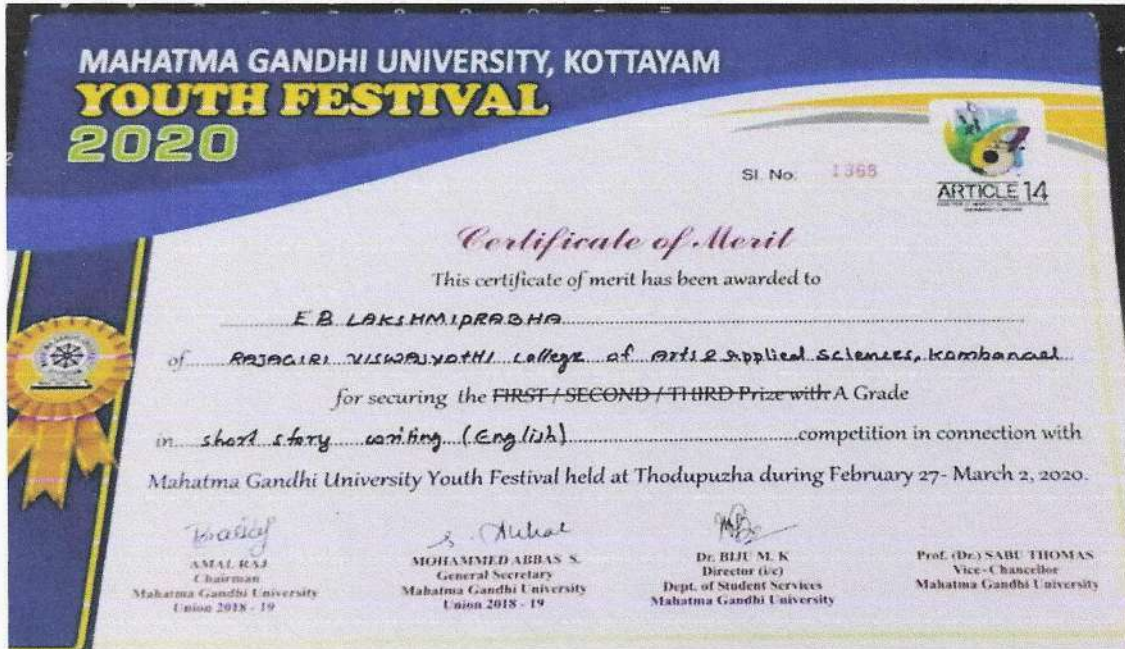 MAHATMA GANDHI UNIVERSITY, KOTTAYAM
YOUTH FESTIVAL
2020
Sl. No. 1368
ARTICLE 14
Certificate of Merit
This certificate of merit has been awarded to
E B LAKSHMIPRABHA
of RAJAGIRI VISWAJYOTHI College of Arts & Applied Sciences,
for securing the FIRST / SECOND / THIRD Prize with A Grade
in short story writing (English) competition in connection with
Mahatma Gandhi University Youth Festival held at Thodupuzha during February 27- March 2, 2020.
AMAL RAJ
Chairman
Mahatma Gandhi University
Union 2018 - 19
MOHAMMED ABBAS S.
General Secretary
Mahatma Gandhi University
Union 2018 - 19
Dr. BIJU M. K
Director (i/c)
Dept. of Student Services
Mahatma Gandhi University
Prof. (Dr.) SABU THOMAS
Vice- Chancellor
Mahatma Gandhi University